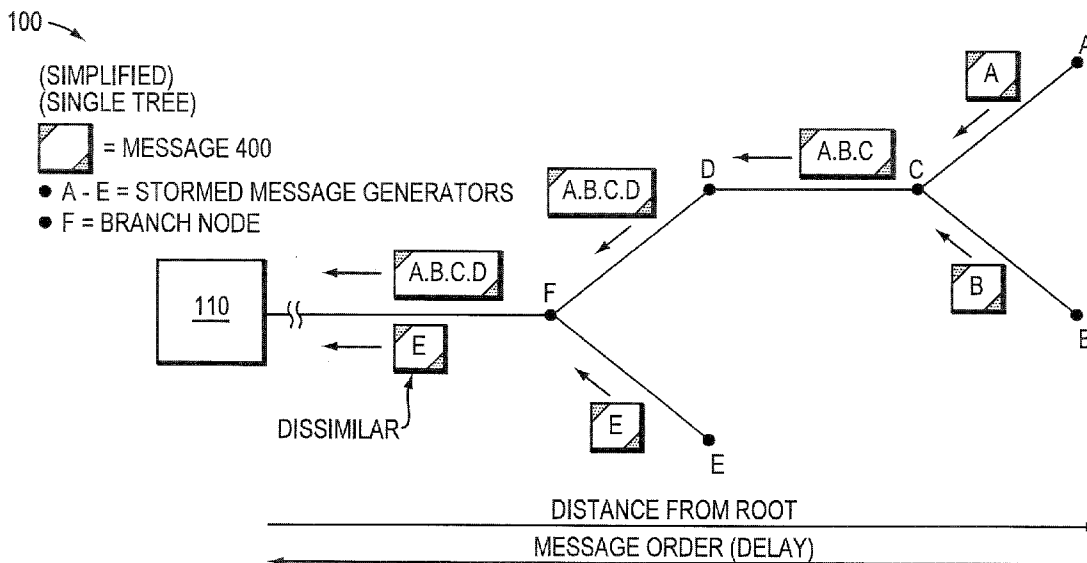 100
(SIMPLIFIED)
(SINGLE TREE)
= MESSAGE 400
A - E = STORMED MESSAGE GENERATORS
F = BRANCH NODE
A
A
A.B.C
D
C
A.B.C.D
B
B
A.B.C.D
F
110
E
DISSIMILAR
E
E
DISTANCE FROM ROOT
MESSAGE ORDER (DELAY)